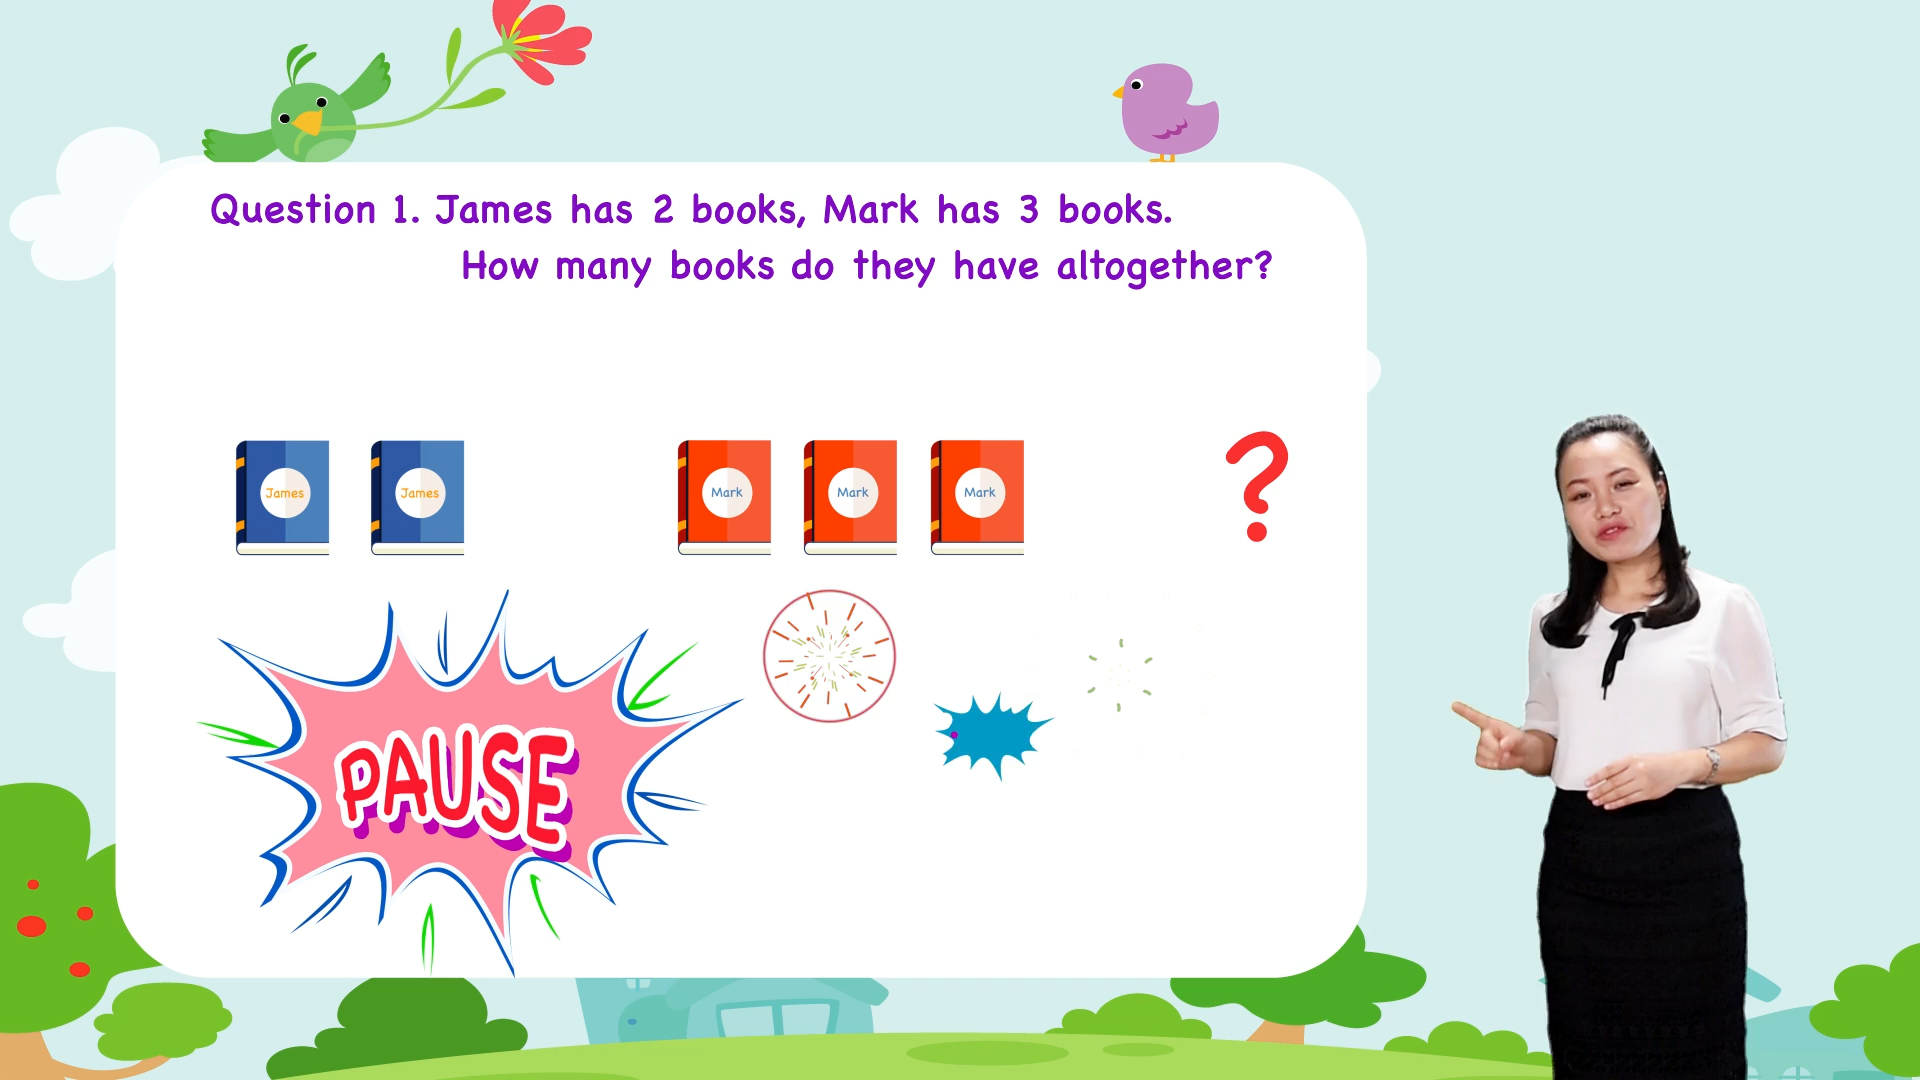 Question 1. James has 2 books, Mark has 3 books.
How many books do they have altogether?
James James Mark Mark Mark
?
PAUSE